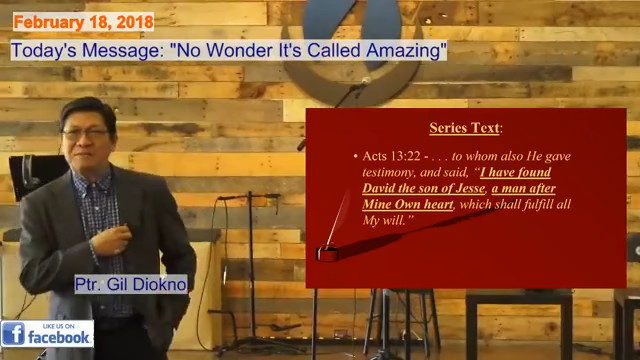 February 18, 2018
Today's Message: "No Wonder It's Called Amazing"
Series Text:
• Acts 13:22 - . . . to whom also He gave
testimony, and said, “I have found
David the son of Jesse, a man after
Mine Own heart, which shall fulfill all
My will.”
Ptr. Gil Diokno
LIKE US ON
facebook